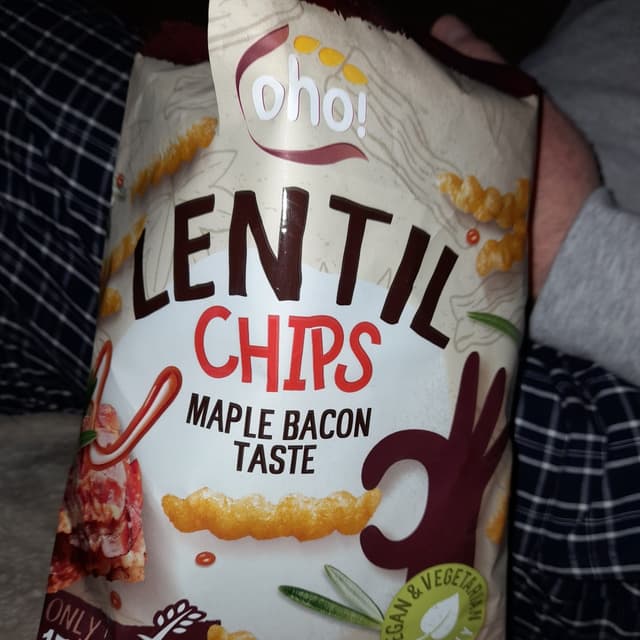 oho!
LENTIL
CHIPS
MAPLE BACON
TASTE
VEGAN & VEGETARIAN
ONLY